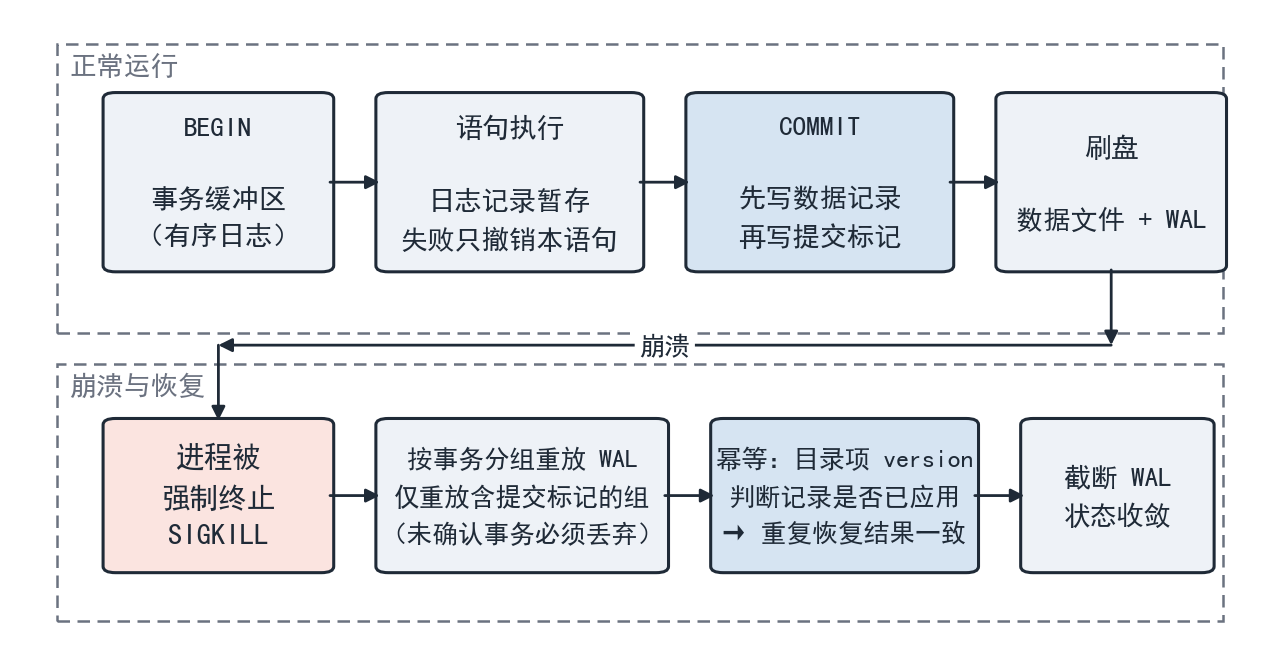 正常运行
BEGIN
事务缓冲区
（有序日志）
语句执行
日志记录暂存
失败只撤销本语句
COMMIT
先写数据记录
再写提交标记
刷盘
数据文件 + WAL
崩溃
崩溃与恢复
进程被
强制终止
SIGKILL
按事务分组重放 WAL
仅重放含提交标记的组
（未确认事务必须丢弃）
幂等: 目录项 version
判断记录是否已应用
→ 重复恢复结果一致
截断 WAL
状态收敛